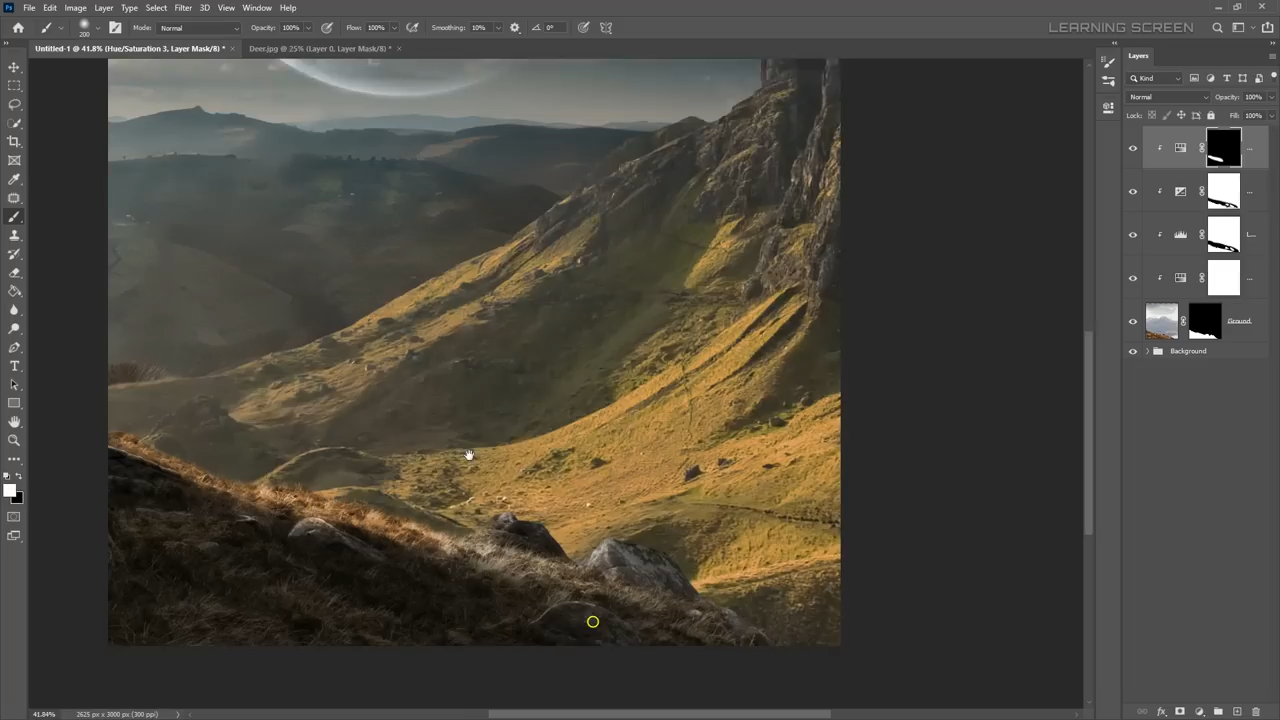 File Edit Image Layer Type Select Filter 3D View Window Help
200 Mode: Normal Opacity: 100% Flow: 100% Smoothing: 10% 0° LEARNING SCREEN
Untitled-1 @ 41.8% (Hue/Saturation 3, Layer Mask/8) * × Deer.jpg @ 25% (Layer 0, Layer Mask/8) * ×
Layers
Kind
Normal Opacity: 100%
Lock: Fill: 100%
...
...
L...
...
Ground
Background
41.84% 2625 px x 3000 px (300 ppi)